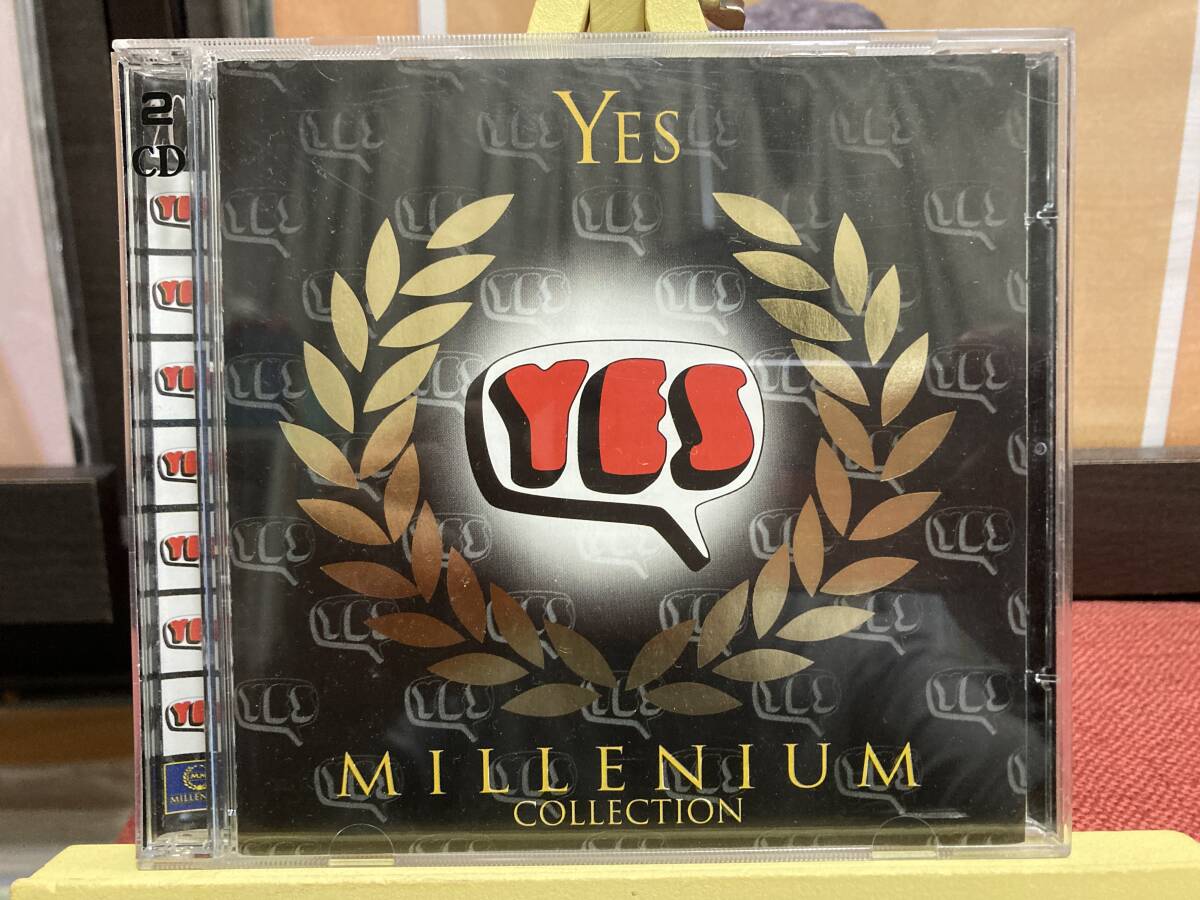 YES
2
CD
YES
MILLENIUM
COLLECTION